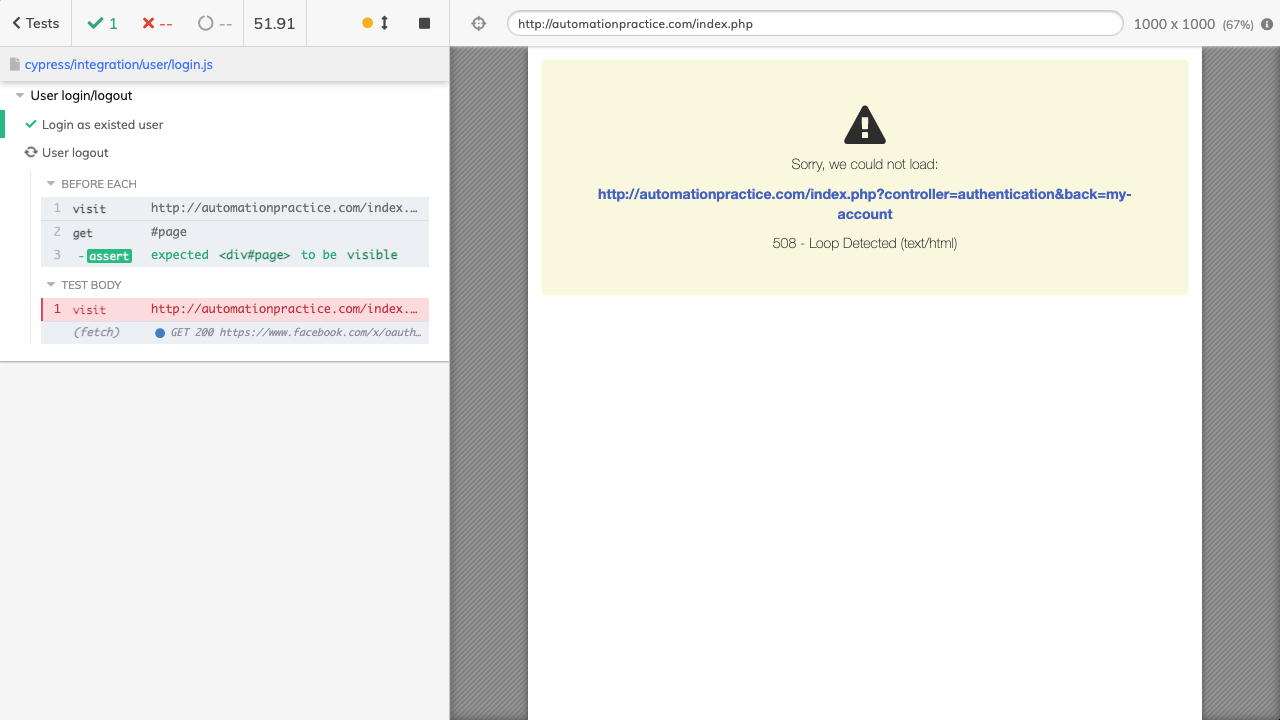 Tests
1
--
--
51.91
http://automationpractice.com/index.php
1000 x 1000 (67%)
cypress/integration/user/login.js
User login/logout
Login as existed user
User logout
BEFORE EACH
1 visit http://automationpractice.com/index.…
2 get #page
3 -assert expected <div#page> to be visible
TEST BODY
1 visit http://automationpractice.com/index.…
(fetch) GET 200 https://www.facebook.com/x/oauth…
Sorry, we could not load:
http://automationpractice.com/index.php?controller=authentication&back=my-
account
508 - Loop Detected (text/html)